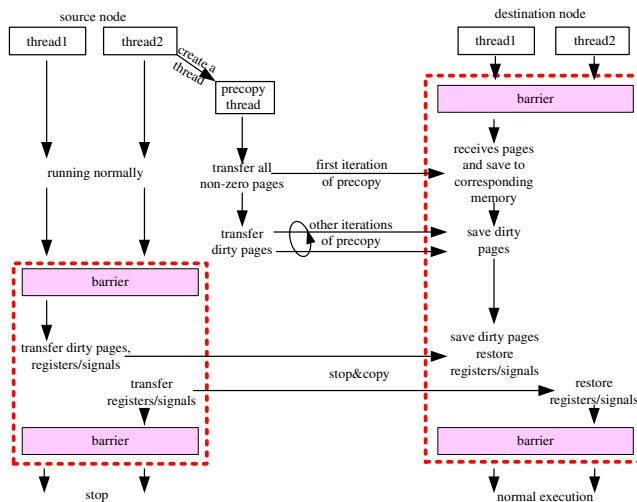 source node
destination node
thread1
thread2
create a
thread
thread1
thread2
precopy
thread
barrier
running normally
transfer all
non-zero pages
first iteration
of precopy
receives pages
and save to
corresponding
memory
transfer
dirty pages
other iterations
of precopy
save dirty
pages
barrier
transfer dirty pages,
registers/signals
save dirty pages
restore
registers/signals
transfer
registers/signals
stop&copy
restore
registers/signals
barrier
barrier
stop
normal execution